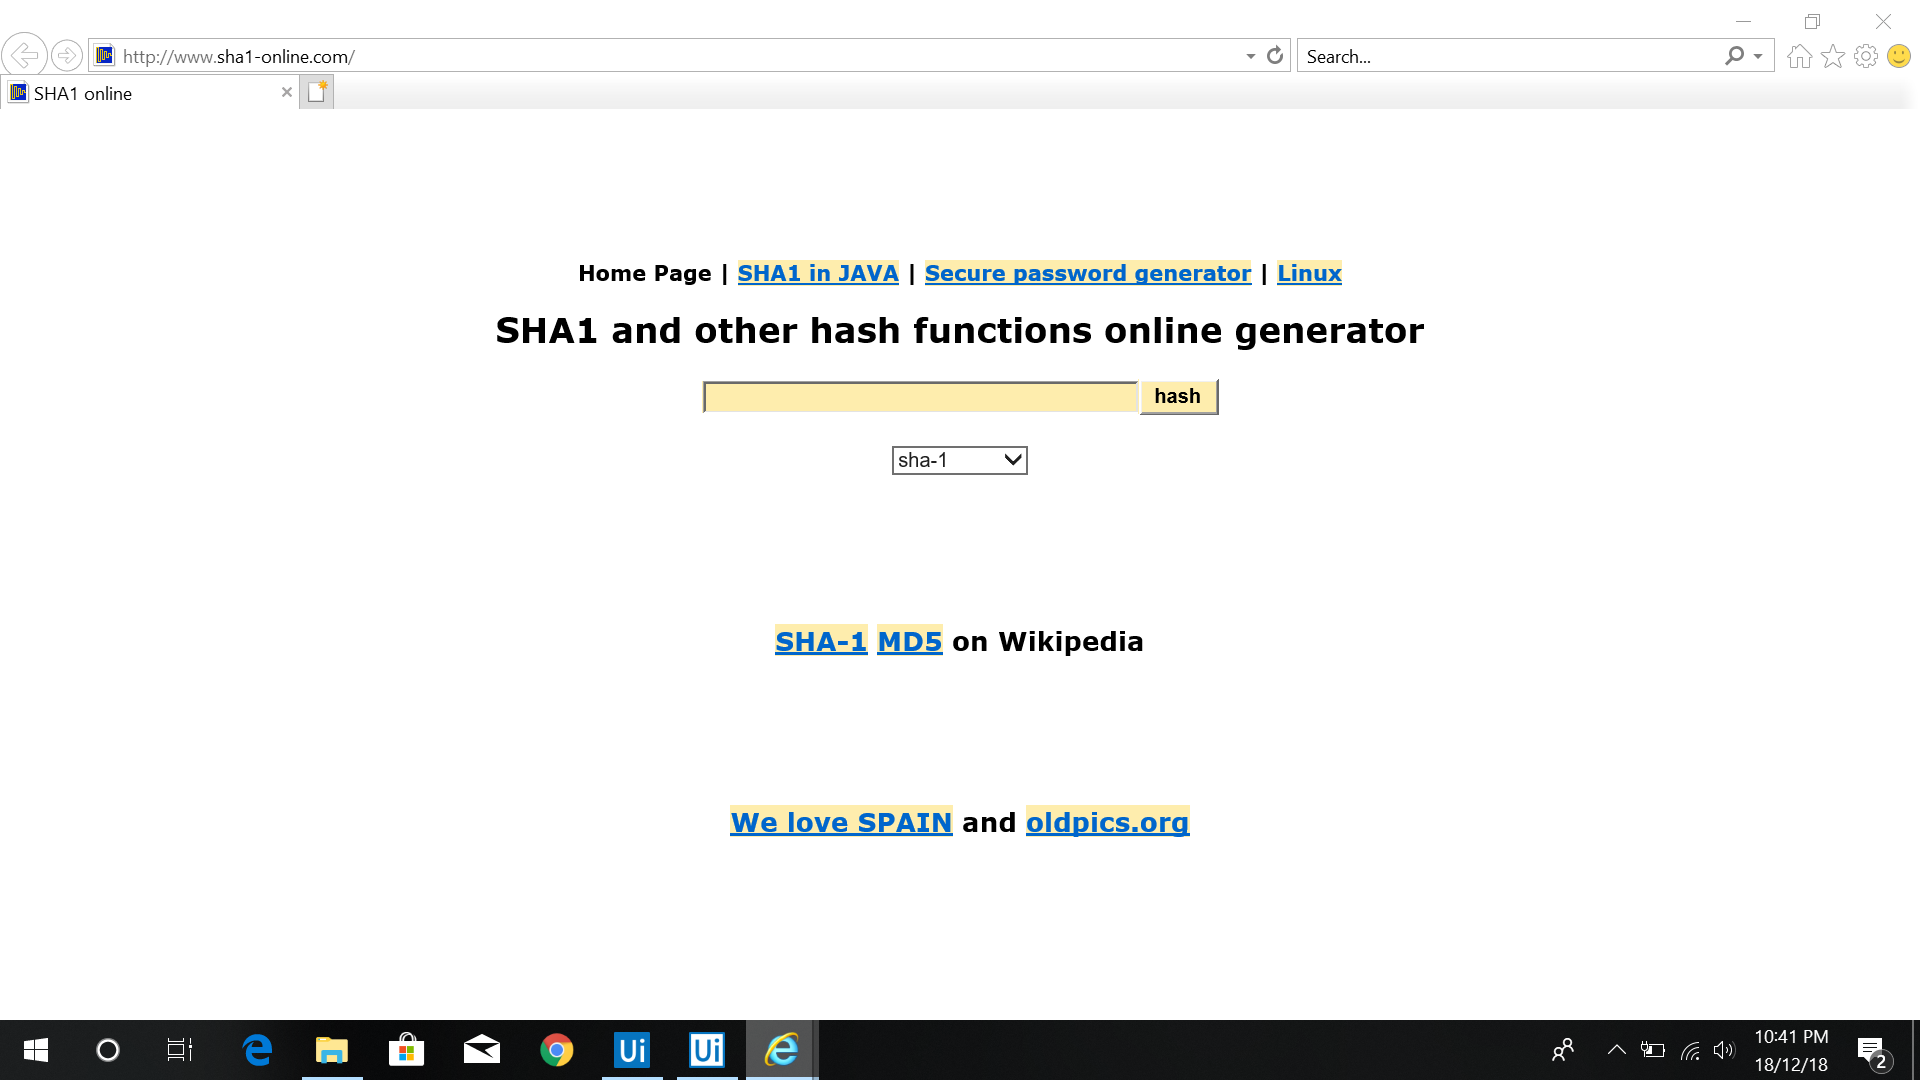 http://www.sha1-online.com/
Search...
SHA1 online
Home Page | SHA1 in JAVA | Secure password generator | Linux
SHA1 and other hash functions online generator
hash
sha-1
SHA-1 MD5 on Wikipedia
We love SPAIN and oldpics.org
Ui Ui
10:41 PM
18/12/18
2